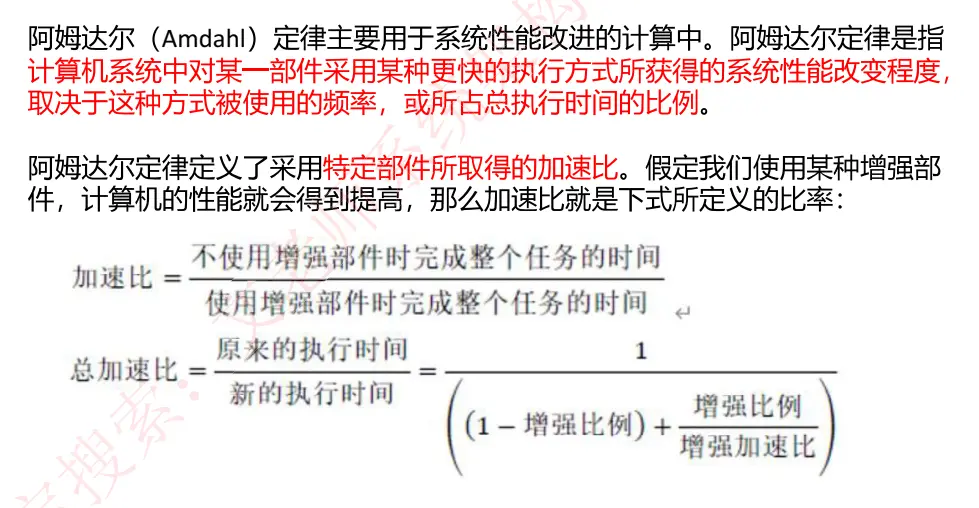 阿姆达尔（Amdahl）定律主要用于系统性能改进的计算中。阿姆达尔定律是指
计算机系统中对某一部件采用某种更快的执行方式所获得的系统性能改变程度，
取决于这种方式被使用的频率，或所占总执行时间的比例。
阿姆达尔定律定义了采用特定部件所取得的加速比。假定我们使用某种增强部
件，计算机的性能就会得到提高，那么加速比就是下式所定义的比率：
加速比 = 不使用增强部件时完成整个任务的时间 / 使用增强部件时完成整个任务的时间 ↵
总加速比 = 原来的执行时间 / 新的执行时间 = 1 / ((1 − 增强比例) + 增强比例 / 增强加速比)